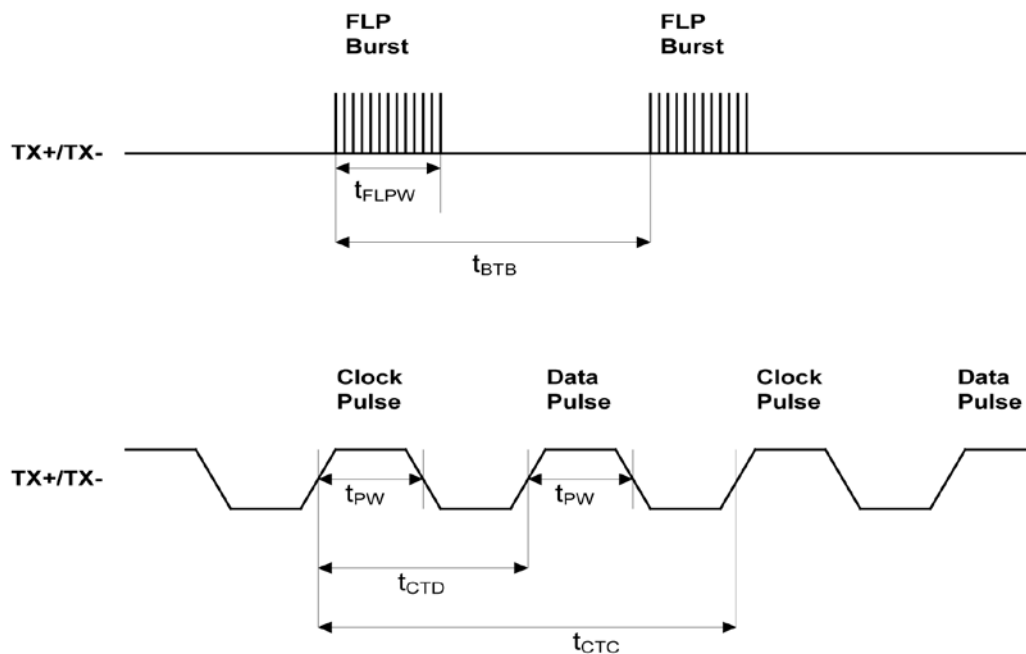 FLP
Burst
FLP
Burst
TX+/TX-
tFLPW
tBTB
Clock
Pulse
Data
Pulse
Clock
Pulse
Data
Pulse
TX+/TX-
tPW
tPW
tCTD
tCTC